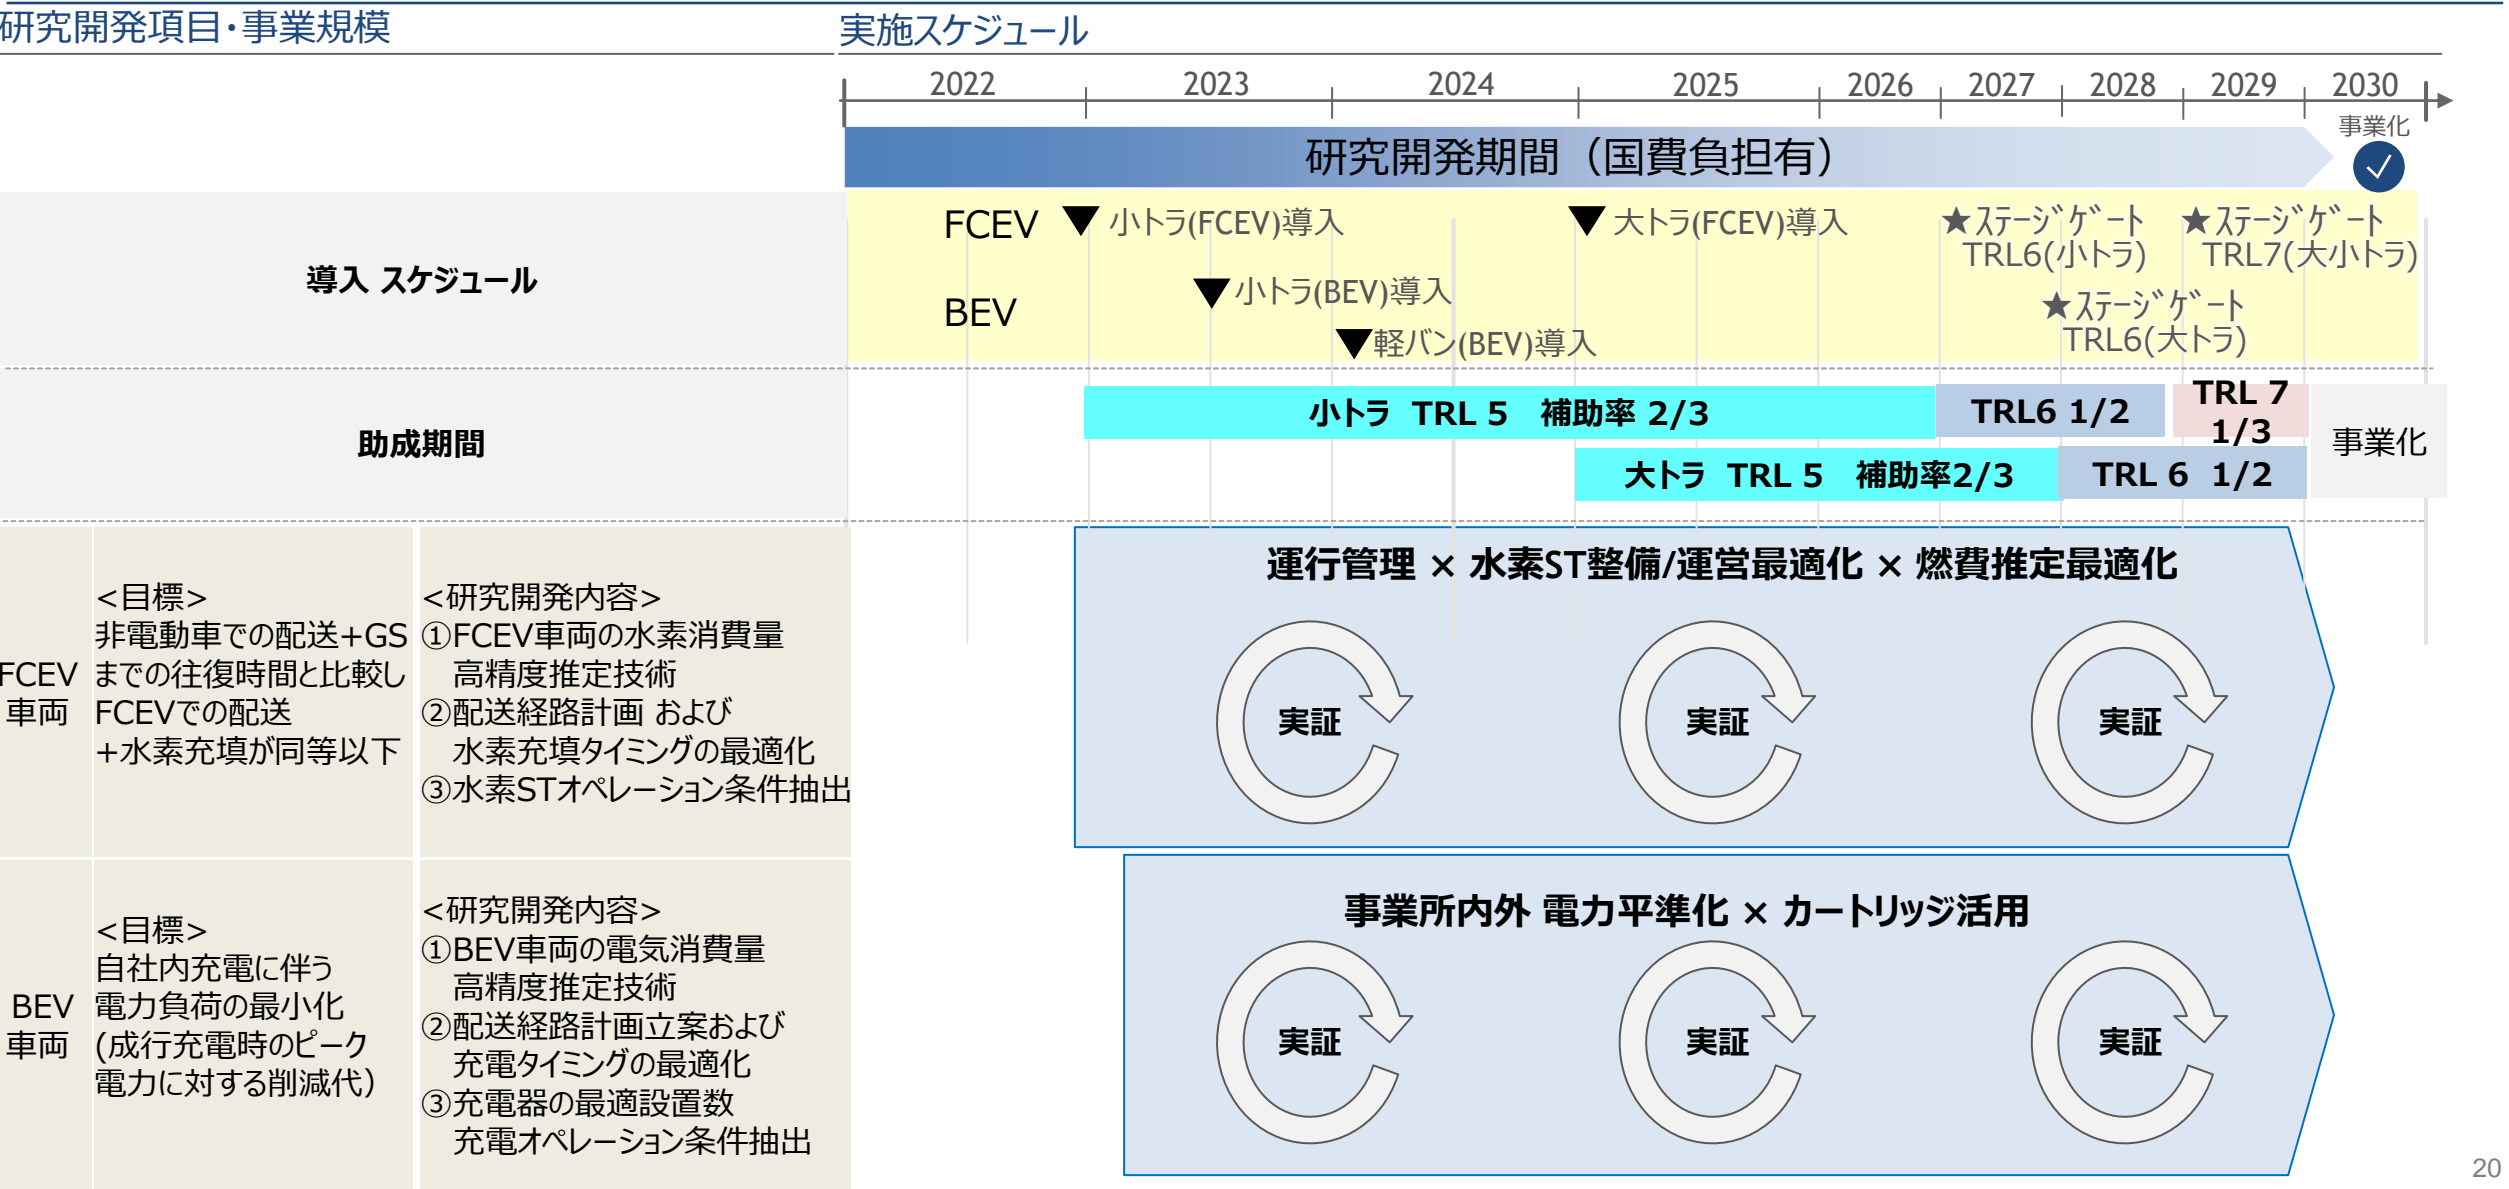 研究開発項目・事業規模
実施スケジュール
2022 2023 2024 2025 2026 2027 2028 2029 2030
事業化
研究開発期間（国費負担有）
導入 スケジュール
FCEV
小トラ(FCEV)導入
大トラ(FCEV)導入
★ｽﾃｰｼﾞｹﾞｰﾄ
TRL6(小トラ)
★ｽﾃｰｼﾞｹﾞｰﾄ
TRL7(大小トラ)
BEV
小トラ(BEV)導入
軽バン(BEV)導入
★ｽﾃｰｼﾞｹﾞｰﾄ
TRL6(大トラ)
助成期間
小トラ TRL 5 補助率 2/3
TRL6 1/2
TRL 7
1/3
大トラ TRL 5 補助率2/3
TRL 6 1/2
事業化
FCEV
車両
<目標>
非電動車での配送+GS
までの往復時間と比較し
FCEVでの配送
+水素充填が同等以下
<研究開発内容>
①FCEV車両の水素消費量
高精度推定技術
②配送経路計画 および
水素充填タイミングの最適化
③水素STオペレーション条件抽出
運行管理 × 水素ST整備/運営最適化 × 燃費推定最適化
実証
実証
実証
BEV
車両
<目標>
自社内充電に伴う
電力負荷の最小化
(成行充電時のピーク
電力に対する削減代）
<研究開発内容>
①BEV車両の電気消費量
高精度推定技術
②配送経路計画立案および
充電タイミングの最適化
③充電器の最適設置数
充電オペレーション条件抽出
事業所内外 電力平準化 × カートリッジ活用
実証
実証
実証
20